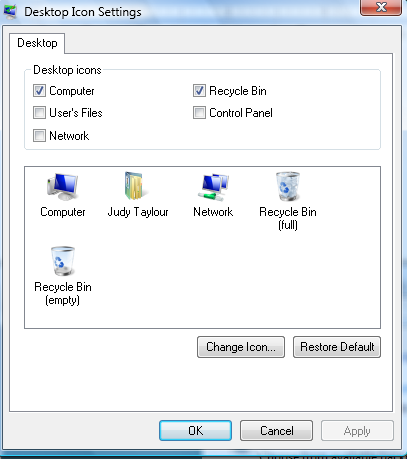 Desktop Icon Settings
Desktop
Desktop icons
Computer
Recycle Bin
User's Files
Control Panel
Network
Computer
Judy Taylour
Network
Recycle Bin
(full)
Recycle Bin
(empty)
Change Icon...
Restore Default
OK
Cancel
Apply